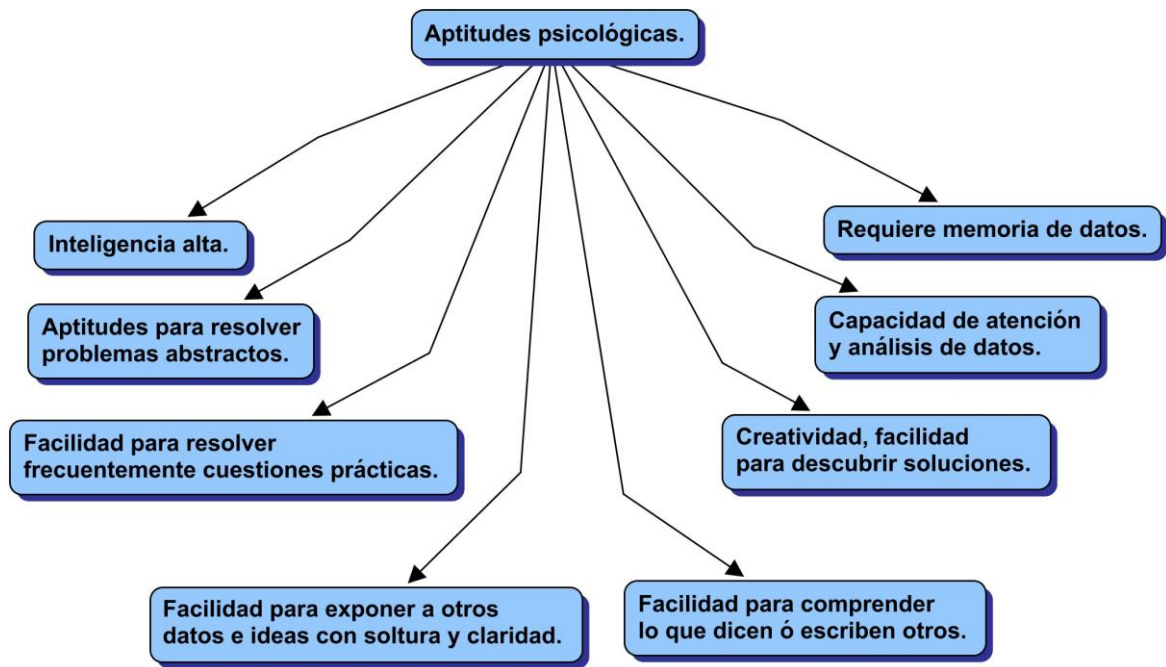 Aptitudes psicológicas.
Inteligencia alta.
Requiere memoria de datos.
Aptitudes para resolver
problemas abstractos.
Capacidad de atención
y análisis de datos.
Facilidad para resolver
frecuentemente cuestiones prácticas.
Creatividad, facilidad
para descubrir soluciones.
Facilidad para exponer a otros
datos e ideas con soltura y claridad.
Facilidad para comprender
lo que dicen ó escriben otros.